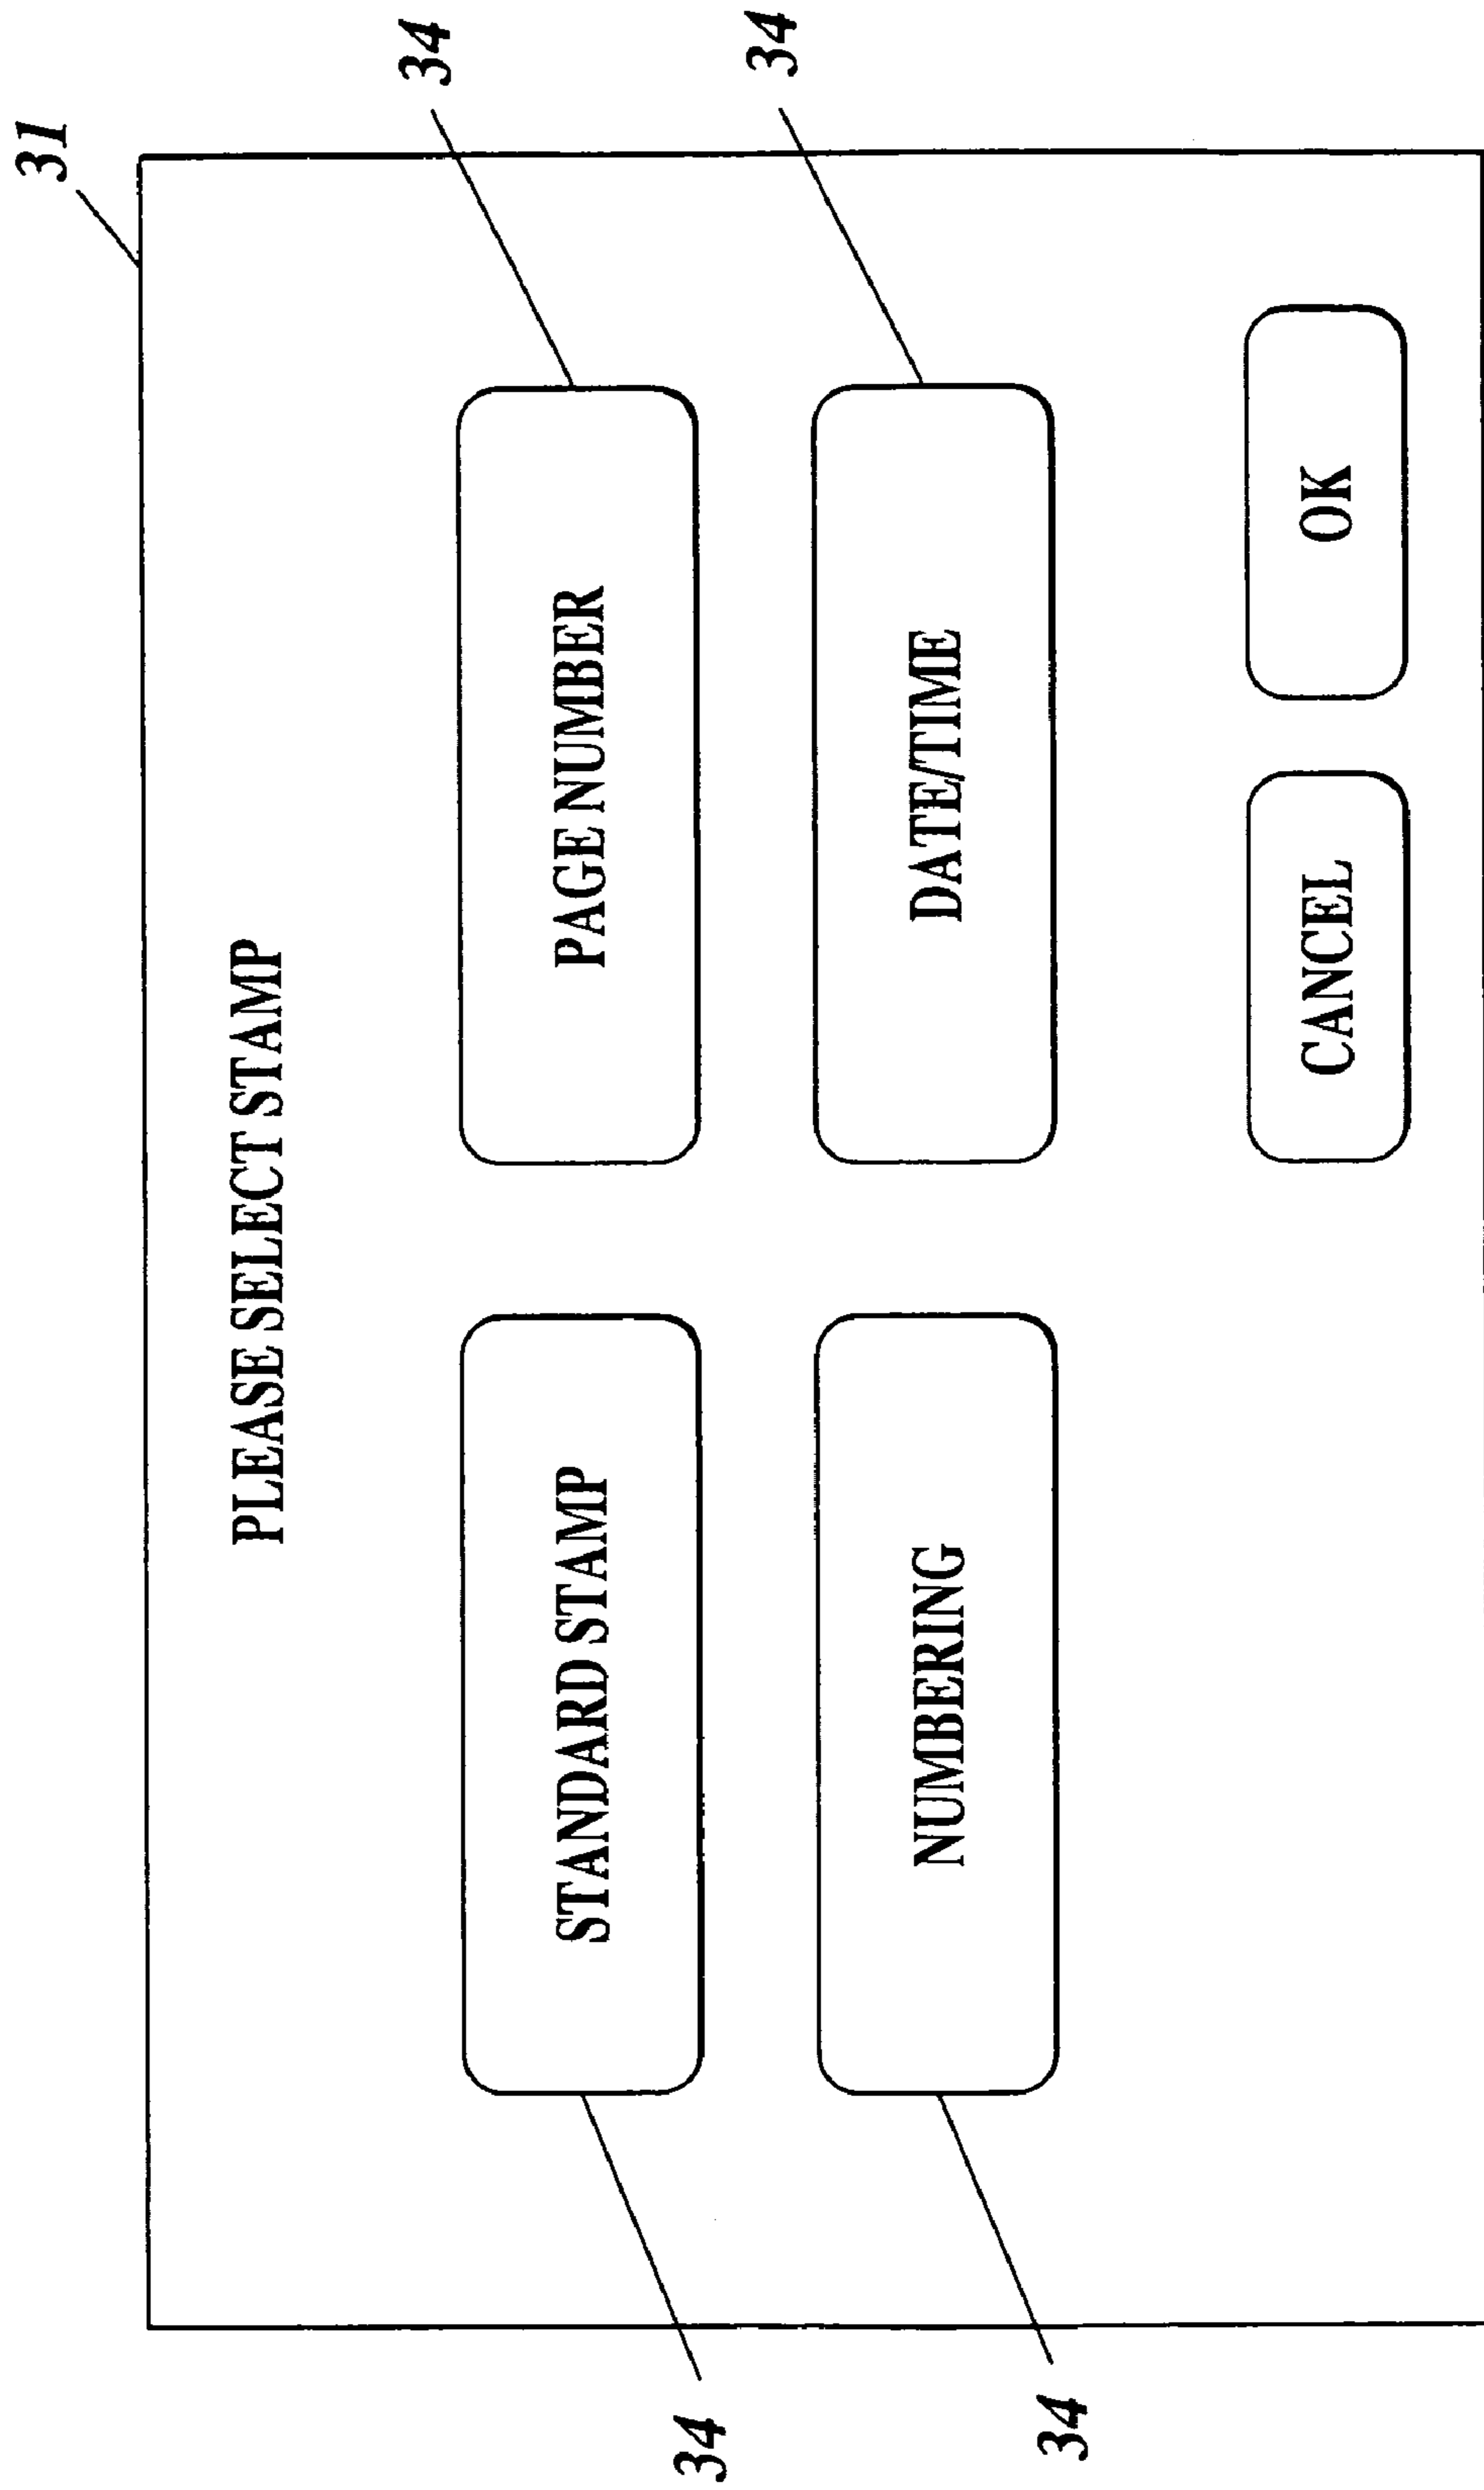 31
PLEASE SELECT STAMP
34
STANDARD STAMP
PAGE NUMBER
34
34
NUMBERING
DATE/TIME
34
CANCEL
OK